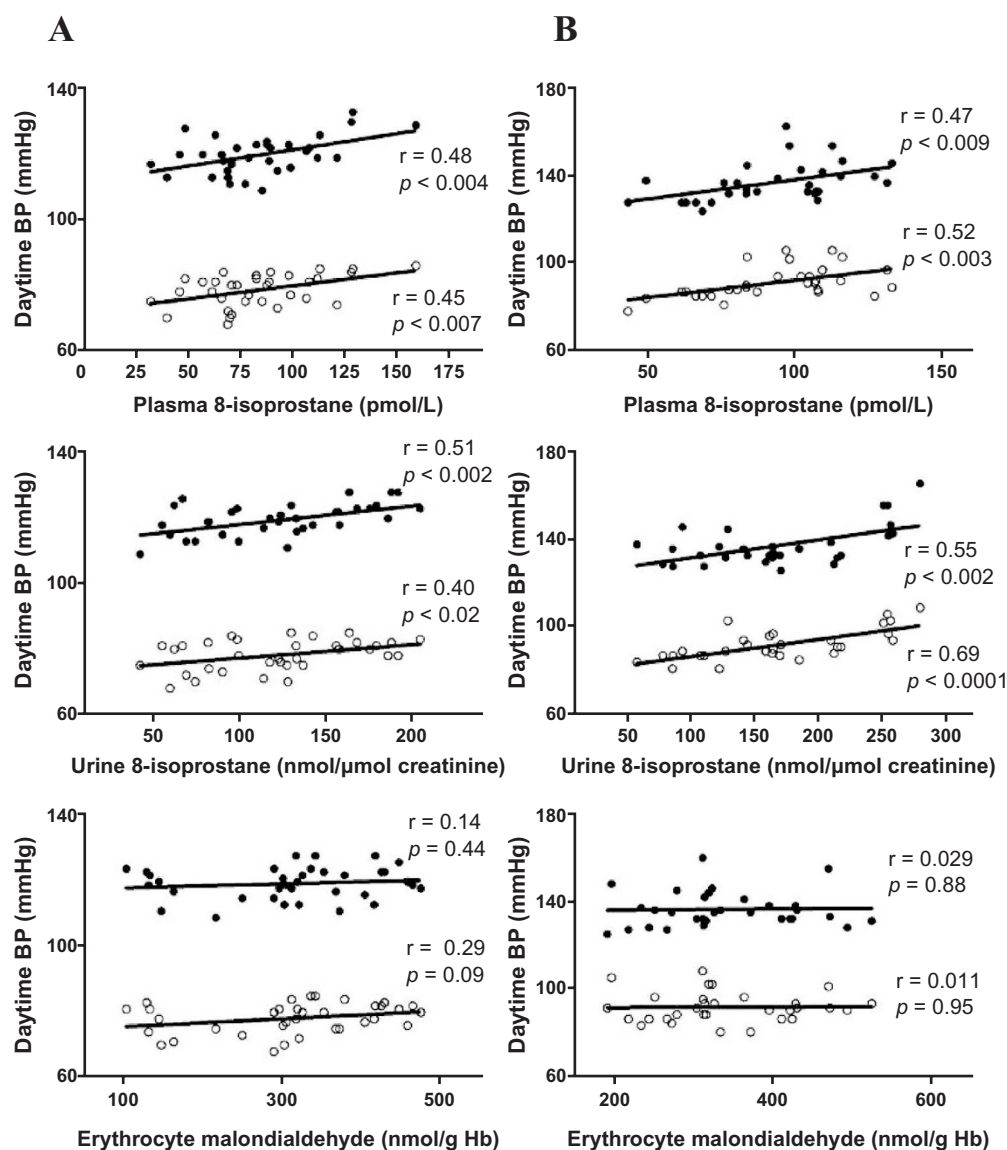 A
B
140
100
60
Daytime BP (mmHg)
r = 0.48
p < 0.004
r = 0.45
p < 0.007
0 25 50 75 100 125 150 175
Plasma 8-isoprostane (pmol/L)
180
140
100
60
Daytime BP (mmHg)
r = 0.47
p < 0.009
r = 0.52
p < 0.003
50 100 150
Plasma 8-isoprostane (pmol/L)
140
100
60
Daytime BP (mmHg)
r = 0.51
p < 0.002
r = 0.40
p < 0.02
50 100 150 200
Urine 8-isoprostane (nmol/μmol creatinine)
180
140
100
60
Daytime BP (mmHg)
r = 0.55
p < 0.002
r = 0.69
p < 0.0001
50 100 150 200 250 300
Urine 8-isoprostane (nmol/μmol creatinine)
140
100
60
Daytime BP (mmHg)
r = 0.14
p = 0.44
r = 0.29
p = 0.09
100 300 500
Erythrocyte malondialdehyde (nmol/g Hb)
180
140
100
60
Daytime BP (mmHg)
r = 0.029
p = 0.88
r = 0.011
p = 0.95
200 400 600
Erythrocyte malondialdehyde (nmol/g Hb)